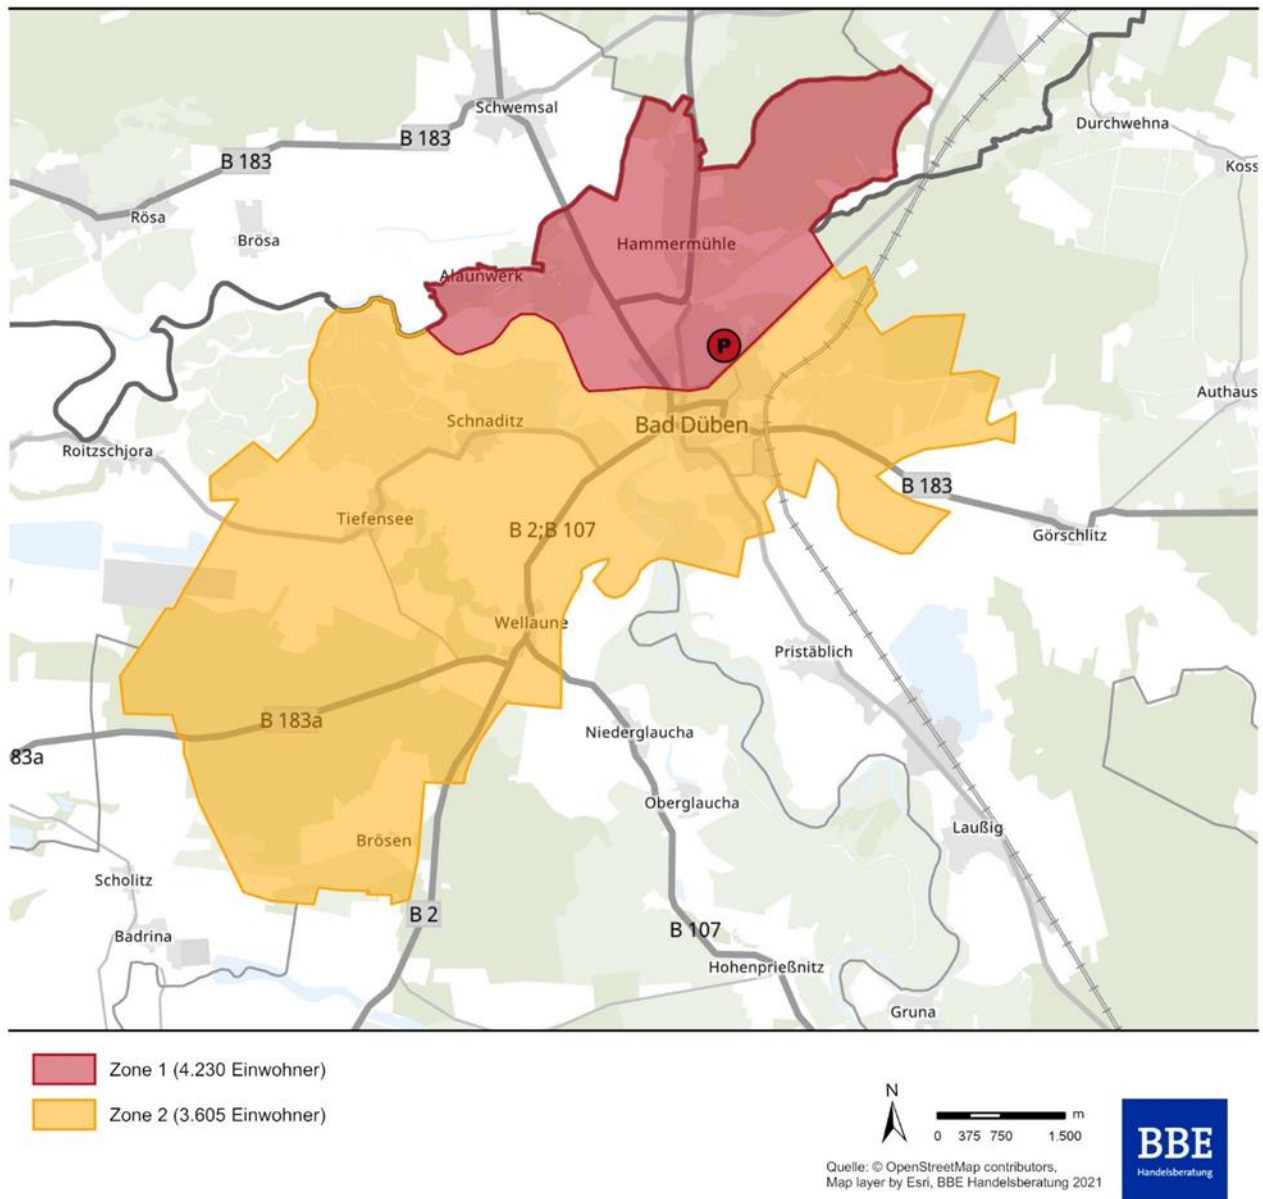 Schwemsal
Durchwehna
B 183
B 183
Koss
Rösa
Brösa
Hammermühle
Alaunwerk
P
Authaus
Schnaditz
Bad Düben
Roitzschjora
B 183
Tiefensee
B 2;B 107
Görschlitz
Wellaune
Pristäblich
B 183a
Niederglaucha
83a
Oberglaucha
Laußig
Brösen
Scholitz
B 2
B 107
Badrina
Hohenprießnitz
Gruna
Zone 1 (4.230 Einwohner)
Zone 2 (3.605 Einwohner)
N
m
0 375 750 1.500
BBE
Handelsberatung
Quelle: © OpenStreetMap contributors,
Map layer by Esri, BBE Handelsberatung 2021